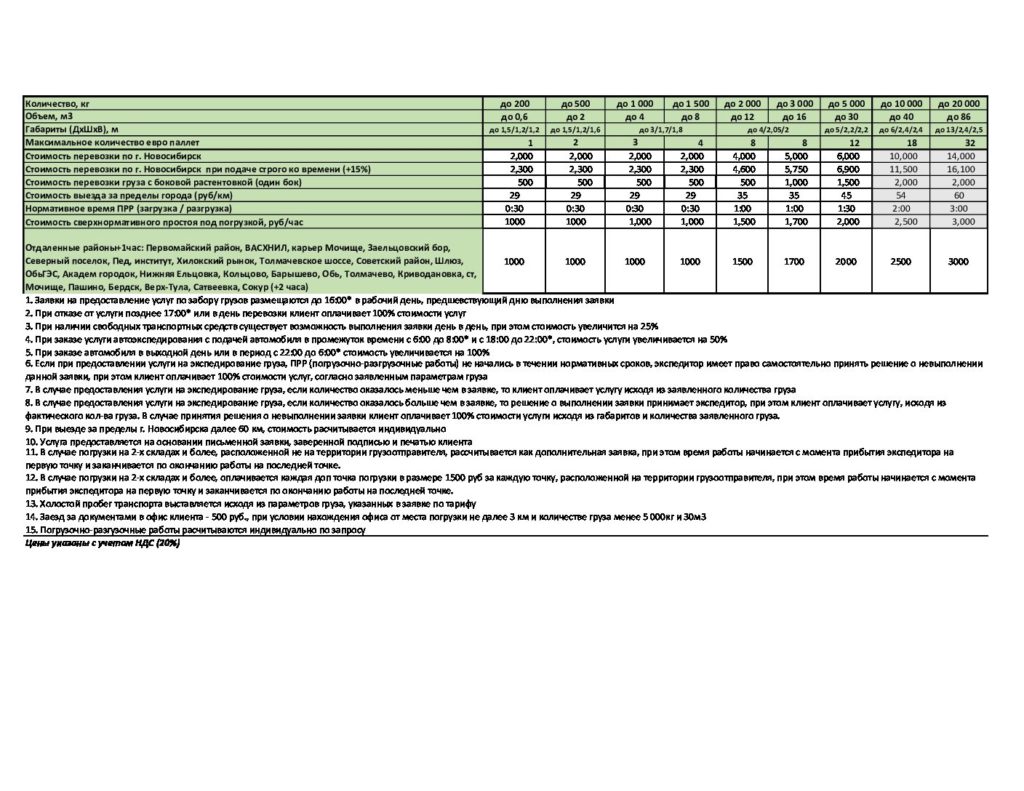 Количество, кг до 200 до 500 до 1 000 до 1 500 до 2 000 до 3 000 до 5 000 до 10 000 до 20 000
Объем, м3 до 0,6 до 2 до 4 до 8 до 12 до 16 до 30 до 40 до 86
Габариты (ДхШхВ), м до 1,5/1,2/1,2 до 1,5/1,2/1,6 до 3/1,7/1,8 до 4/2,05/2 до 5/2,2/2,2 до 6/2,4/2,4 до 13/2,4/2,5
Максимальное количество евро паллет 1 2 3 4 8 8 12 18 32
Стоимость перевозки по г. Новосибирск 2,000 2,000 2,000 2,000 4,000 5,000 6,000 10,000 14,000
Стоимость перевозки по г. Новосибирск при подаче строго ко времени (+15%) 2,300 2,300 2,300 2,300 4,600 5,750 6,900 11,500 16,100
Стоимость перевозки груза с боковой растентовкой (один бок) 500 500 500 500 500 1,000 1,500 2,000 2,000
Стоимость выезда за пределы города (руб/км) 29 29 29 29 35 35 45 54 60
Нормативное время ПРР (загрузка / разгрузка) 0:30 0:30 0:30 0:30 1:00 1:00 1:30 2:00 3:00
Стоимость сверхнормативного простоя под погрузкой, руб/час 1000 1000 1,000 1,000 1,500 1,700 2,000 2,500 3,000
Отдаленные районы+1час: Первомайский район, ВАСХНИЛ, карьер Мочище, Заельцовский бор,
Северный поселок, Пед, институт, Хилокский рынок, Толмачевское шоссе, Советский район, Шлюз,
ОбьГЭС, Академ городок, Нижняя Ельцовка, Кольцово, Барышево, Обь, Толмачево, Криводановка, ст,
Мочище, Пашино, Бердск, Верх-Тула, Сатвеевка, Сокур (+2 часа) 1000 1000 1000 1000 1500 1700 2000 2500 3000
1. Заявки на предоставление услуг по забору грузов размещаются до 16:00* в рабочий день, предшествующий дню выполнения заявки
2. При отказе от услуги позднее 17:00* или в день перевозки клиент оплачивает 100% стоимости услуг
3. При наличии свободных транспортных средств существует возможность выполнения заявки день в день, при этом стоимость увеличится на 25%
4. При заказе услуги автоэкспедирования с подачей автомобиля в промежуток времени с 6:00 до 8:00* и с 18:00 до 22:00*, стоимость услуги увеличивается на 50%
5. При заказе автомобиля в выходной день или в период с 22:00 до 6:00* стоимость увеличивается на 100%
6. Если при предоставлении услуги на экспедирование груза, ПРР (погрузочно-разгрузочные работы) не начались в течении нормативных сроков, экспедитор имеет право самостоятельно принять решение о невыполнении
данной заявки, при этом клиент оплачивает 100% стоимости услуг, согласно заявленным параметрам груза
7. В случае предоставления услуги на экспедирование груза, если количество оказалось меньше чем в заявке, то клиент оплачивает услугу исходя из заявленного количества груза
8. В случае предоставления услуги на экспедирование груза, если количество оказалось больше чем в заявке, то решение о выполнении заявки принимает экспедитор, при этом клиент оплачивает услугу, исходя из
фактического кол-ва груза. В случае принятия решения о невыполнении заявки клиент оплачивает 100% стоимости услуги исходя из габаритов и количества заявленного груза.
9. При выезде за пределы г. Новосибирска далее 60 км, стоимость расчитывается индивидуально
10. Услуга предоставляется на основании письменной заявки, заверенной подписью и печатью клиента
11. В случае погрузки на 2-х складах и более, расположенной не на территории грузоотправителя, рассчитывается как дополнительная заявка, при этом время работы начинается с момента прибытия экспедитора на
первую точку и заканчивается по окончанию работы на последней точке.
12. В случае погрузки на 2-х складах и более, оплачивается каждая доп точка погрузки в размере 1500 руб за каждую точку, расположенной на территории грузоотправителя, при этом время работы начинается с момента
прибытия экспедитора на первую точку и заканчивается по окончанию работы на последней точке.
13. Холостой пробег транспорта выставляется исходя из параметров груза, указанных в заявке по тарифу
14. Заезд за документами в офис клиента - 500 руб., при условии нахождения офиса от места погрузки не далее 3 км и количестве груза менее 5 000кг и 30м3
15. Погрузочно-разгузочные работы расчитываются индивидуально по запросу
Цены указаны с учетом НДС (20%)